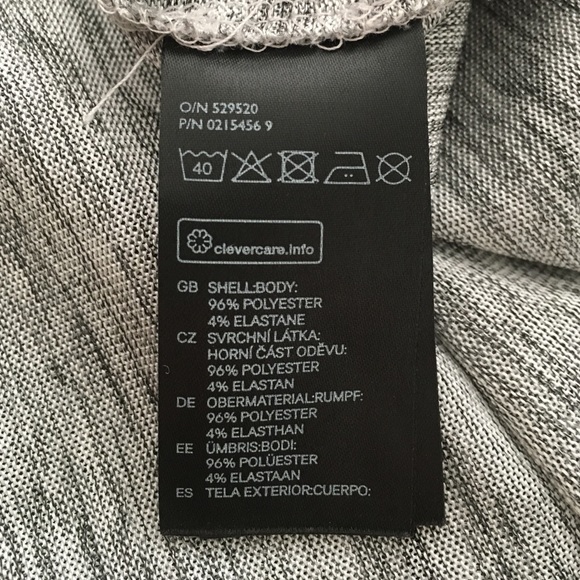 O/N 529520
P/N 0215456 9
40
clevercare.info
GB SHELL:BODY:
96% POLYESTER
4% ELASTANE
CZ SVRCHNÍ LÁTKA:
HORNÍ ČÁST ODĚVU:
96% POLYESTER
4% ELASTAN
DE OBERMATERIAL:RUMPF:
96% POLYESTER
4% ELASTHAN
EE ÜMBRIS:BODI:
96% POLÜESTER
4% ELASTAAN
ES TELA EXTERIOR:CUERPO: